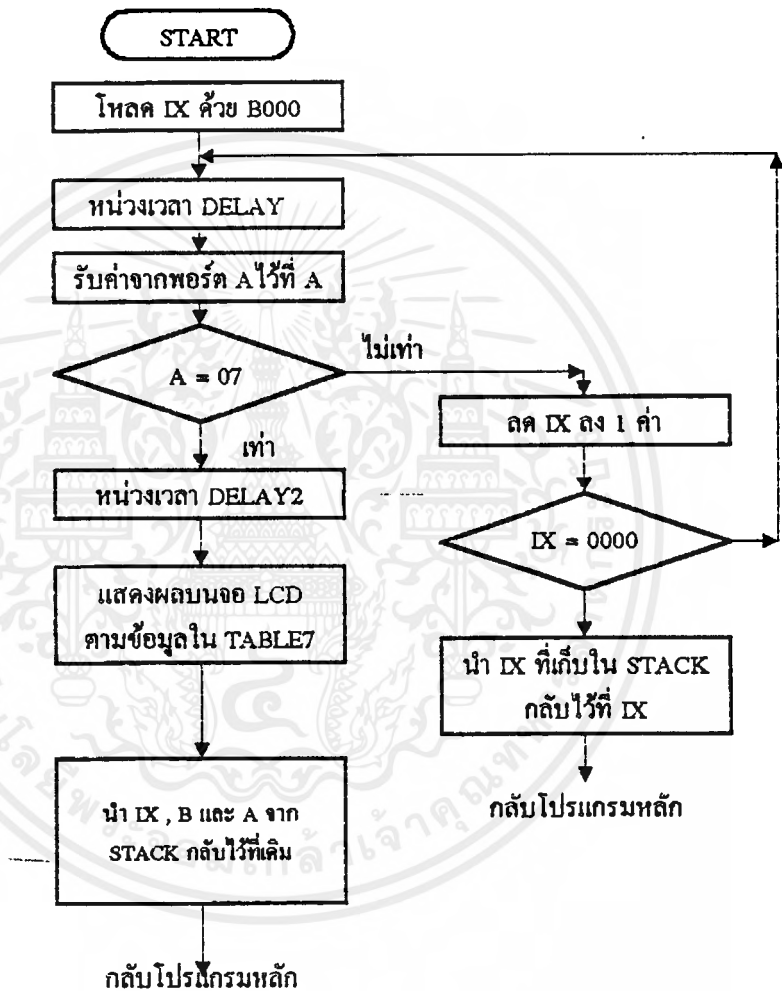 START
โหลด IX ด้วย B000
หน่วงเวลา DELAY
รับค่าจากพอร์ต A ไว้ที่ A
A = 07
ไม่เท่า
เท่า
ลด IX ลง 1 ค่า
หน่วงเวลา DELAY2
IX = 0000
แสดงผลบนจอ LCD
ตามข้อมูลใน TABLE7
นำ IX ที่เก็บใน STACK
กลับไว้ที่ IX
กลับโปรแกรมหลัก
นำ IX , B และ A จาก
STACK กลับไว้ที่เดิม
กลับโปรแกรมหลัก